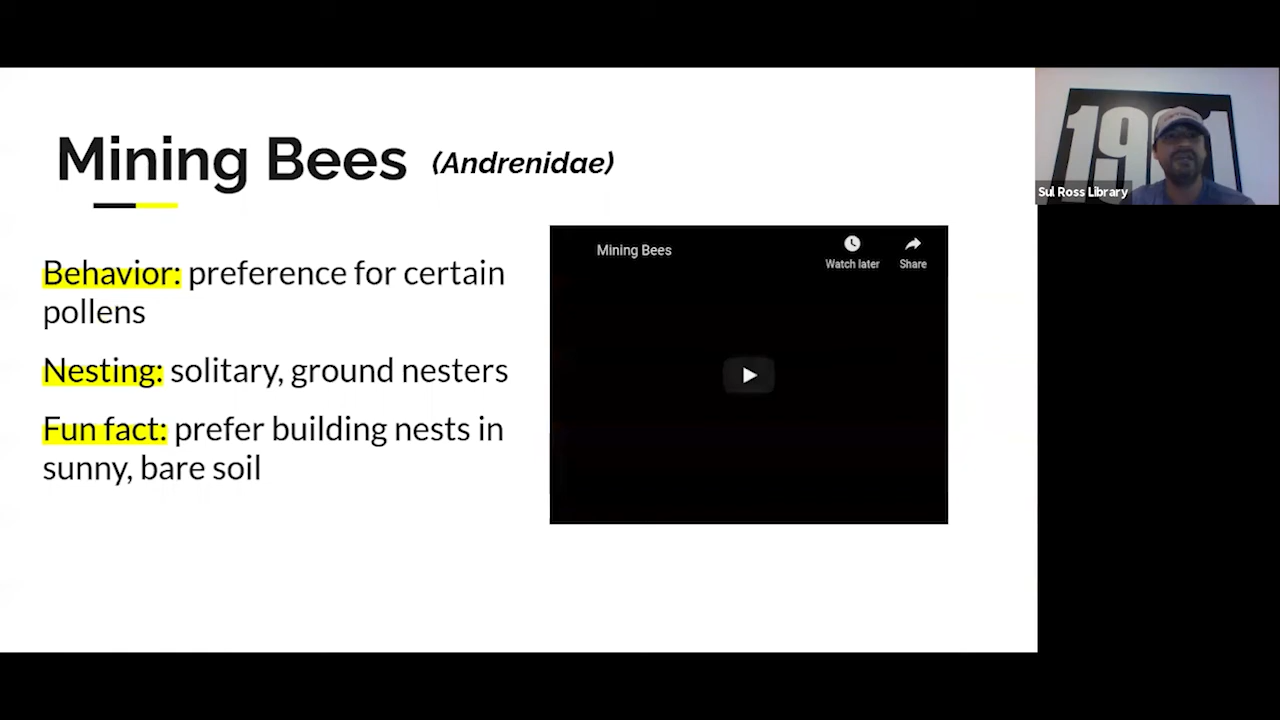 Mining Bees (Andrenidae)
Behavior: preference for certain
pollens
Nesting: solitary, ground nesters
Fun fact: prefer building nests in
sunny, bare soil
Mining Bees
Watch later
Share
Sul Ross Library